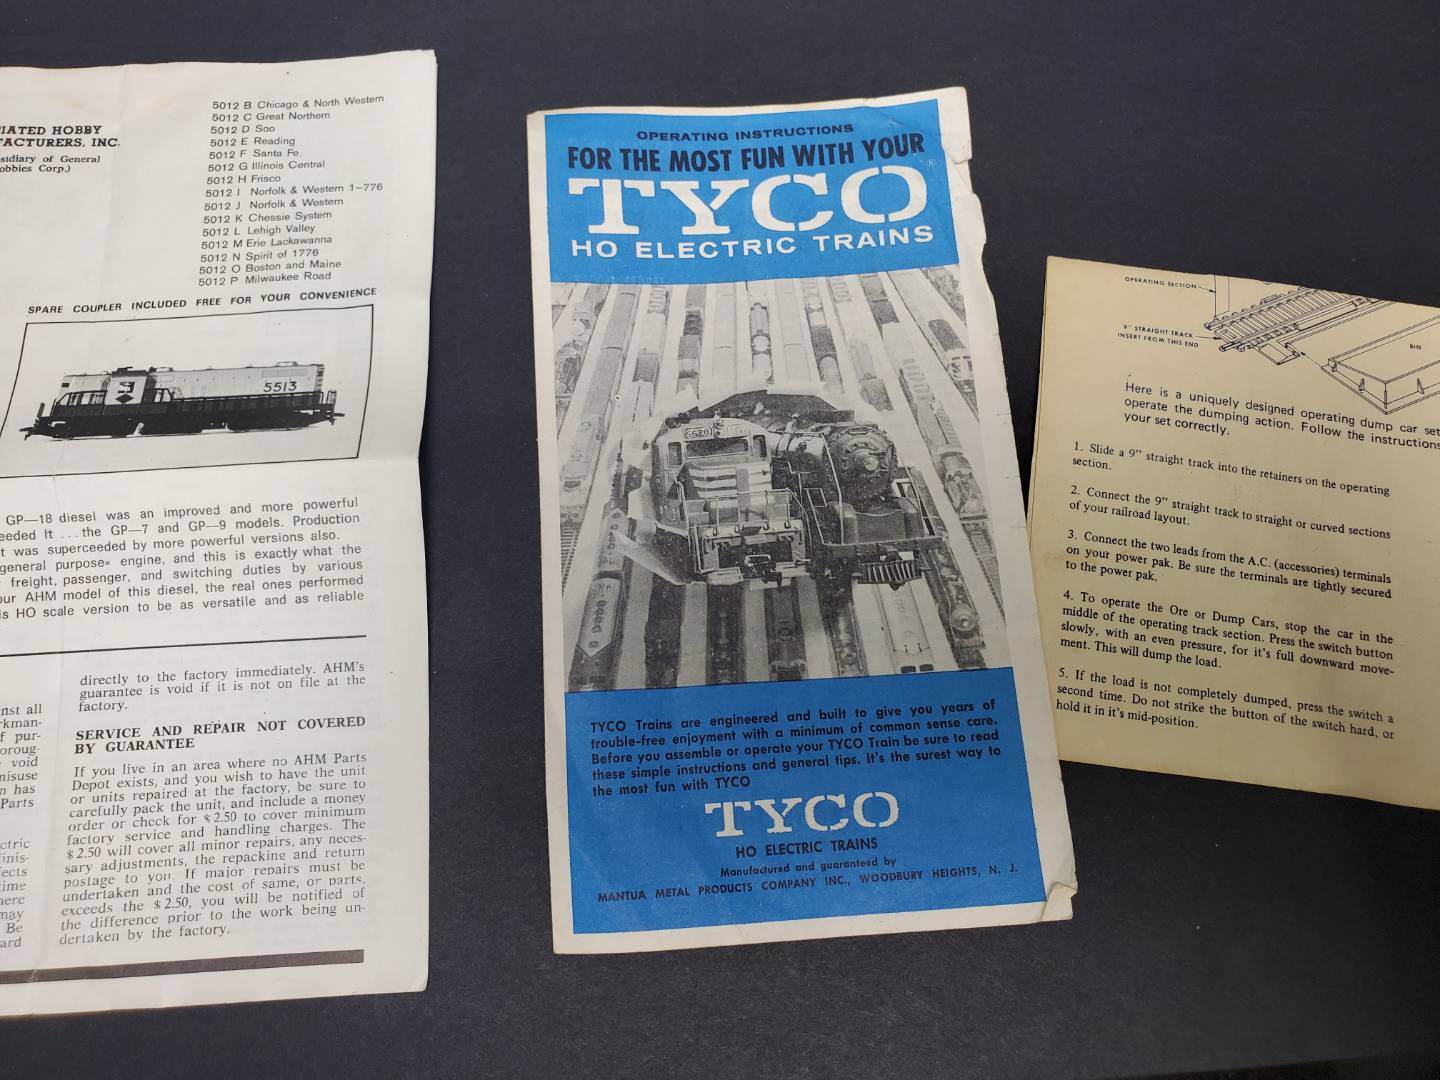 IATED HOBBY
FACTURERS, INC.
sidiary of General
obbies Corp.)
5012 B Chicago & North Western
5012 C Great Northern
5012 D Soo
5012 E Reading
5012 F Santa Fe
5012 G Illinois Central
5012 H Frisco
5012 I Norfolk & Western 1-776
5012 J Norfolk & Western
5012 K Chessie System
5012 L Lehigh Valley
5012 M Erie Lackawanna
5012 N Spirit of 1776
5012 O Boston and Maine
5012 P Milwaukee Road
SPARE COUPLER INCLUDED FREE FOR YOUR CONVENIENCE
5513
GP—18 diesel was an improved and more powerful
eeded It ... the GP—7 and GP—9 models. Production
t was superceeded by more powerful versions also.
general purpose« engine, and this is exactly what the
freight, passenger, and switching duties by various
our AHM model of this diesel, the real ones performed
is HO scale version to be as versatile and as reliable
nst all
rkman-
f pur-
oroug-
void
nisuse
n has
Parts
ctric
inis-
ects
time
here
may
Be
ard
directly to the factory immediately. AHM's
guarantee is void if it is not on file at the
factory.
SERVICE AND REPAIR NOT COVERED
BY GUARANTEE
If you live in an area where no AHM Parts
Depot exists, and you wish to have the unit
or units repaired at the factory, be sure to
carefully pack the unit, and include a money
order or check for $2.50 to cover minimum
factory service and handling charges. The
$2.50 will cover all minor repairs, any neces-
sary adjustments, the repacking and return
postage to you. If major repairs must be
undertaken and the cost of same, or parts,
exceeds the $2.50, you will be notified of
the difference prior to the work being un-
dertaken by the factory.
OPERATING INSTRUCTIONS
FOR THE MOST FUN WITH YOUR
TYCO®
HO ELECTRIC TRAINS
5628
TYCO Trains are engineered and built to give you years of
trouble-free enjoyment with a minimum of common sense care.
Before you assemble or operate your TYCO Train be sure to read
these simple instructions and general tips. It's the surest way to
the most fun with TYCO
TYCO
HO ELECTRIC TRAINS
Manufactured and guaranteed by
MANTUA METAL PRODUCTS COMPANY INC., WOODBURY HEIGHTS, N. J.
OPERATING SECTION
9" STRAIGHT TRACK
INSERT FROM THIS END
BIN
Here is a uniquely designed operating dump car set
operate the dumping action. Follow the instructions
your set correctly.
1. Slide a 9" straight track into the retainers on the operating
section.
2. Connect the 9" straight track to straight or curved sections
of your railroad layout.
3. Connect the two leads from the A.C. (accessories) terminals
on your power pak. Be sure the terminals are tightly secured
to the power pak.
4. To operate the Ore or Dump Cars, stop the car in the
middle of the operating track section. Press the switch button
slowly, with an even pressure, for it's full downward move-
ment. This will dump the load.
5. If the load is not completely dumped, press the switch a
second time. Do not strike the button of the switch hard, or
hold it in it's mid-position.